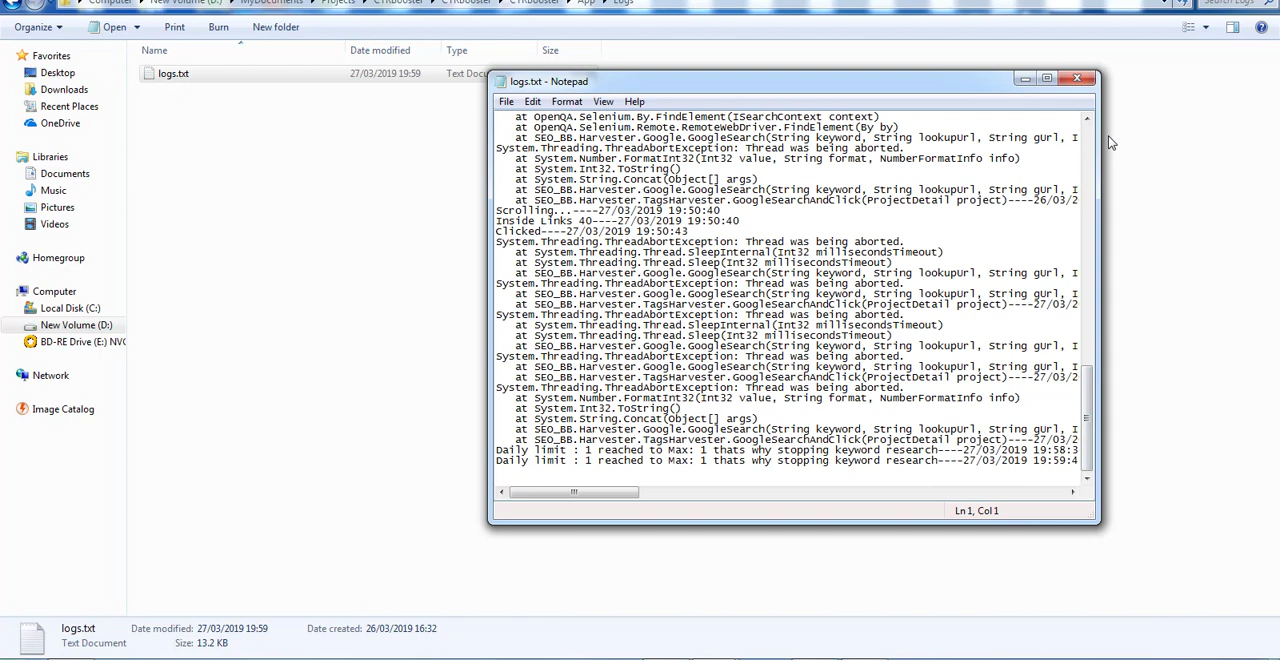 Computer New Volume (D:) MyDocuments Projects CTRBooster CTRBooster CTRBooster App Logs Search Logs
Organize Open Print Burn New folder
Name Date modified Type Size
logs.txt 27/03/2019 19:59 Text Docu
Favorites
Desktop
Downloads
Recent Places
OneDrive
Libraries
Documents
Music
Pictures
Videos
Homegroup
Computer
Local Disk (C:)
New Volume (D:)
BD-RE Drive (E:) NVC
Network
Image Catalog
logs.txt - Notepad
File Edit Format View Help
at OpenQA.Selenium.By.FindElement(ISearchContext context)
at OpenQA.Selenium.Remote.RemoteWebDriver.FindElement(By by)
at SEO_BB.Harvester.Google.GoogleSearch(String keyword, String lookupUrl, String gUrl, I
System.Threading.ThreadAbortException: Thread was being aborted.
at System.Number.FormatInt32(Int32 value, String format, NumberFormatInfo info)
at System.Int32.ToString()
at System.String.Concat(Object[] args)
at SEO_BB.Harvester.Google.GoogleSearch(String keyword, String lookupUrl, String gUrl, I
at SEO_BB.Harvester.TagsHarvester.GoogleSearchAndClick(ProjectDetail project)----26/03/2
Scrolling...----27/03/2019 19:50:40
Inside Links 40----27/03/2019 19:50:40
Clicked----27/03/2019 19:50:43
System.Threading.ThreadAbortException: Thread was being aborted.
at System.Threading.Thread.SleepInternal(Int32 millisecondsTimeout)
at System.Threading.Thread.Sleep(Int32 millisecondsTimeout)
at SEO_BB.Harvester.Google.GoogleSearch(String keyword, String lookupUrl, String gUrl, I
System.Threading.ThreadAbortException: Thread was being aborted.
at SEO_BB.Harvester.Google.GoogleSearch(String keyword, String lookupUrl, String gUrl, I
at SEO_BB.Harvester.TagsHarvester.GoogleSearchAndClick(ProjectDetail project)----27/03/2
System.Threading.ThreadAbortException: Thread was being aborted.
at System.Threading.Thread.SleepInternal(Int32 millisecondsTimeout)
at System.Threading.Thread.Sleep(Int32 millisecondsTimeout)
at SEO_BB.Harvester.Google.GoogleSearch(String keyword, String lookupUrl, String gUrl, I
System.Threading.ThreadAbortException: Thread was being aborted.
at SEO_BB.Harvester.Google.GoogleSearch(String keyword, String lookupUrl, String gUrl, I
at SEO_BB.Harvester.TagsHarvester.GoogleSearchAndClick(ProjectDetail project)----27/03/2
System.Threading.ThreadAbortException: Thread was being aborted.
at System.Number.FormatInt32(Int32 value, String format, NumberFormatInfo info)
at System.Int32.ToString()
at System.String.Concat(Object[] args)
at SEO_BB.Harvester.Google.GoogleSearch(String keyword, String lookupUrl, String gUrl, I
at SEO_BB.Harvester.TagsHarvester.GoogleSearchAndClick(ProjectDetail project)----27/03/2
Daily limit : 1 reached to Max: 1 thats why stopping keyword research----27/03/2019 19:58:3
Daily limit : 1 reached to Max: 1 thats why stopping keyword research----27/03/2019 19:59:4
Ln 1, Col 1
logs.txt Date modified: 27/03/2019 19:59 Date created: 26/03/2019 16:32
Text Document Size: 13.2 KB